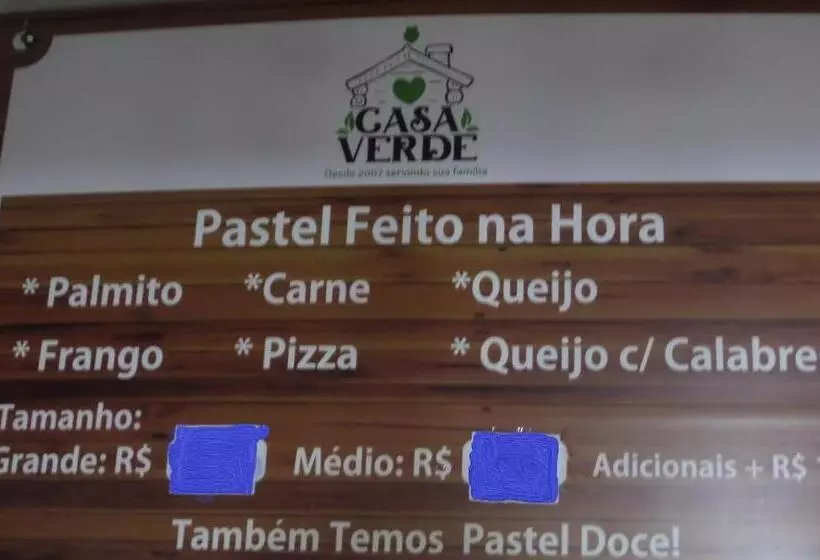 CASA
VERDE
Desde 2007 servindo sua família
Pastel Feito na Hora
* Palmito *Carne *Queijo
* Frango * Pizza * Queijo c/ Calabre
Tamanho:
Grande: R$ Médio: R$ Adicionais + R$
Também Temos Pastel Doce!